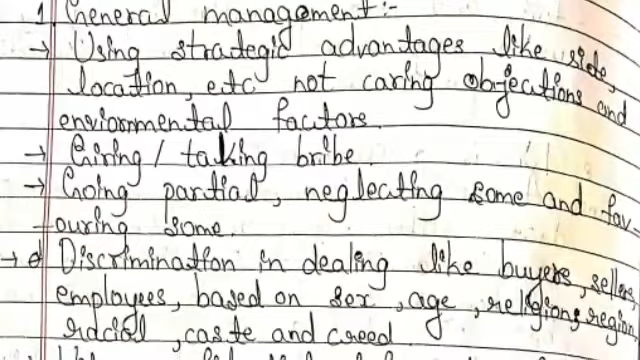 1. General management:-
→ Using strategic advantages like side,
location, etc not caring objections and
enviornmental factors.
→ Giving / taking bribe.
→ Going partial, neglecting some and fav-
ouring some.
→ Discrimination in dealing like buyers, sellers
employees, based on sex, age, religions, region,
racial, caste and creed.